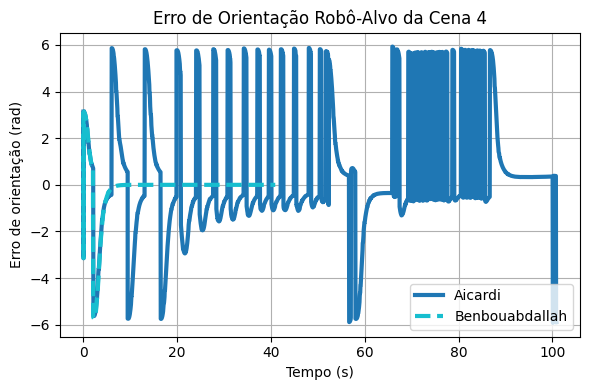 Erro de Orientação Robô-Alvo da Cena 4
Erro de orientação (rad)
6
4
2
0
−2
−4
−6
0
20
40
60
80
100
Tempo (s)
Aicardi
Benbouabdallah